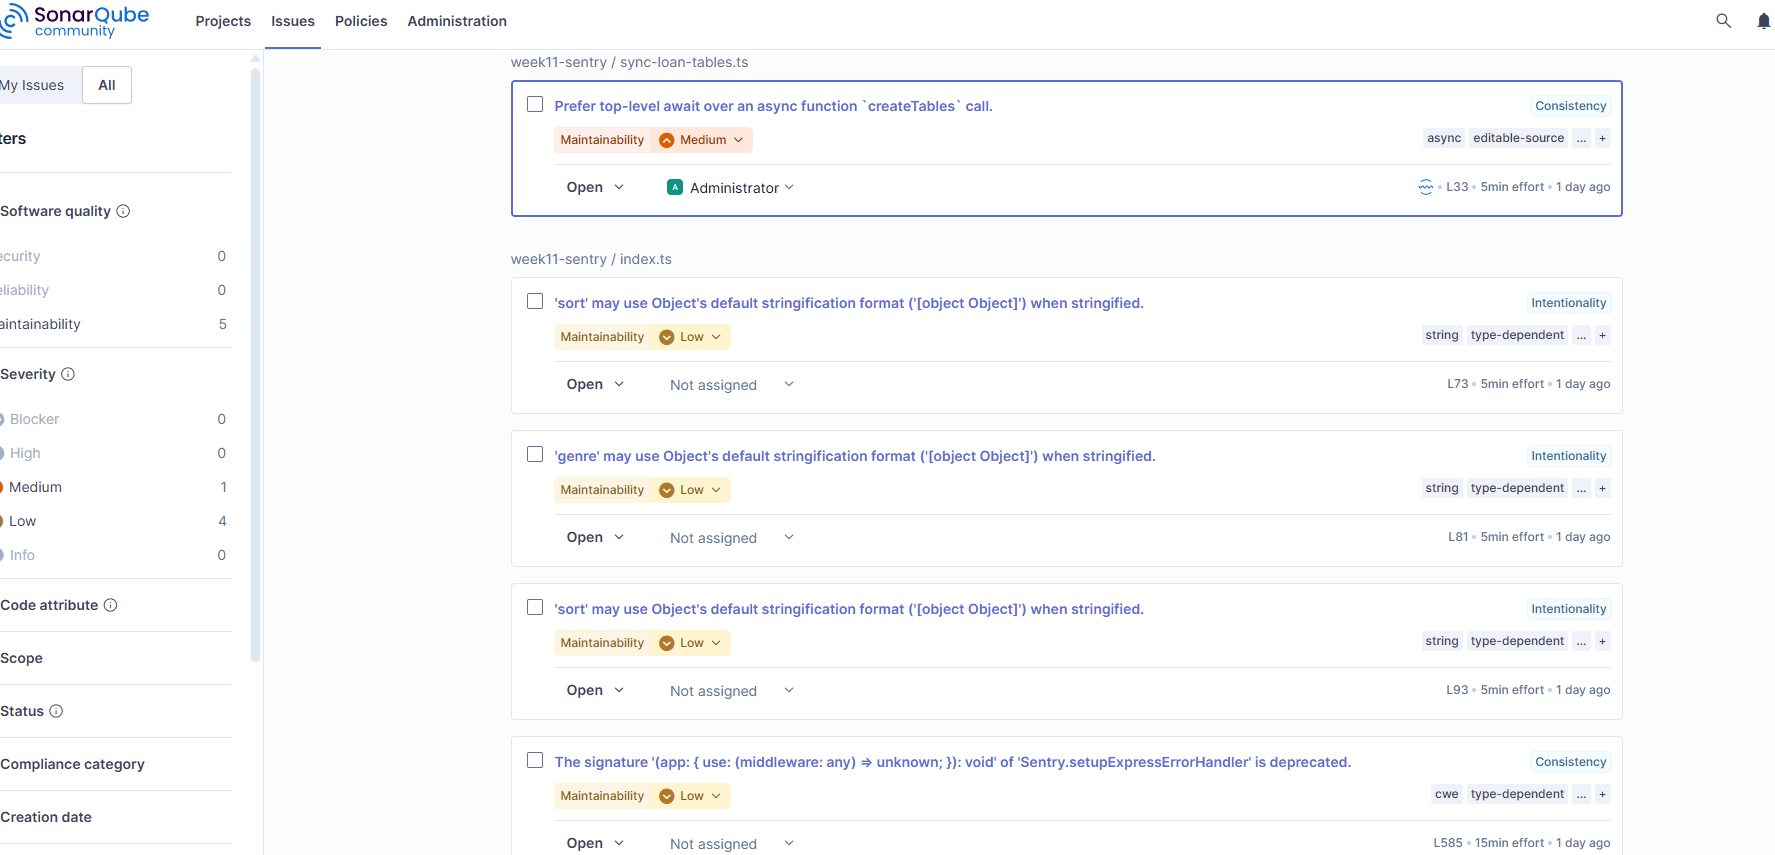 SonarQube
community
Projects
Issues
Policies
Administration
My Issues
All
ters
Software quality
ecurity
0
eliability
0
aintainability
5
Severity
Blocker
0
High
0
Medium
1
Low
4
Info
0
Code attribute
Scope
Status
Compliance category
Creation date
week11-sentry / sync-loan-tables.ts
Prefer top-level await over an async function `createTables` call.
Consistency
Maintainability
Medium
async
editable-source
...
+
Open
A
Administrator
L33 • 5min effort • 1 day ago
week11-sentry / index.ts
'sort' may use Object's default stringification format ('[object Object]') when stringified.
Intentionality
Maintainability
Low
string
type-dependent
...
+
Open
Not assigned
L73 • 5min effort • 1 day ago
'genre' may use Object's default stringification format ('[object Object]') when stringified.
Intentionality
Maintainability
Low
string
type-dependent
...
+
Open
Not assigned
L81 • 5min effort • 1 day ago
'sort' may use Object's default stringification format ('[object Object]') when stringified.
Intentionality
Maintainability
Low
string
type-dependent
...
+
Open
Not assigned
L93 • 5min effort • 1 day ago
The signature '(app: { use: (middleware: any) => unknown; }): void' of 'Sentry.setupExpressErrorHandler' is deprecated.
Consistency
Maintainability
Low
cwe
type-dependent
...
+
Open
Not assigned
L585 • 15min effort • 1 day ago